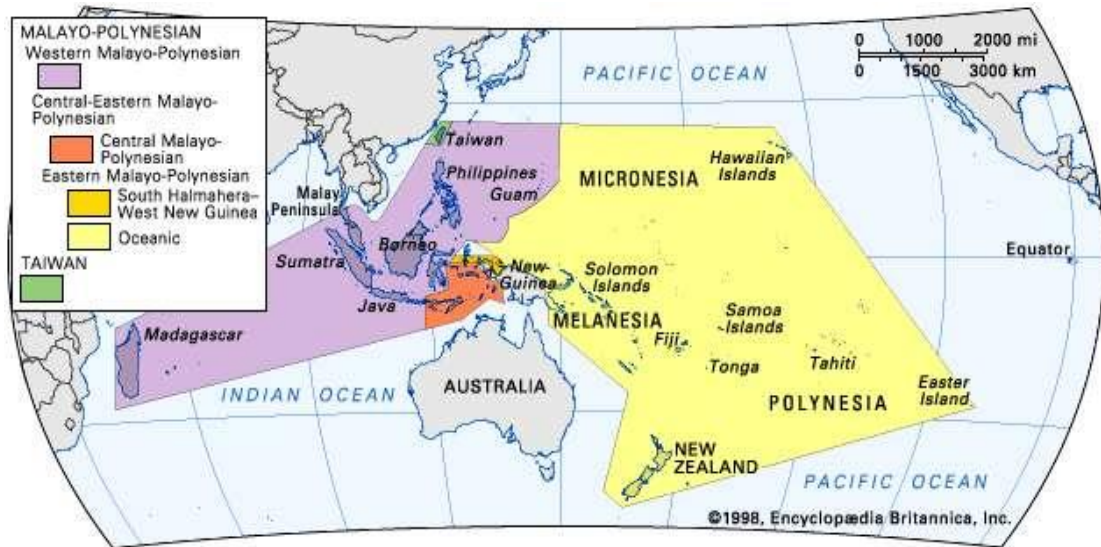 MALAYO-POLYNESIAN
Western Malayo-Polynesian
Central-Eastern Malayo-
Polynesian
Central Malayo-
Polynesian
Eastern Malayo-Polynesian
South Halmahera–
West New Guinea
Oceanic
TAIWAN
0 1000 2000 mi
0 1500 3000 km
PACIFIC OCEAN
Taiwan
Philippines
Guam
Malay
Peninsula
MICRONESIA
Hawaiian
Islands
Borneo
Sumatra
Java
New
Guinea
Solomon
Islands
Equator
MELANESIA
Samoa
Islands
Fiji
Tonga
Tahiti
Madagascar
INDIAN OCEAN
AUSTRALIA
POLYNESIA
Easter
Island
NEW
ZEALAND
PACIFIC OCEAN
©1998, Encyclopædia Britannica, Inc.